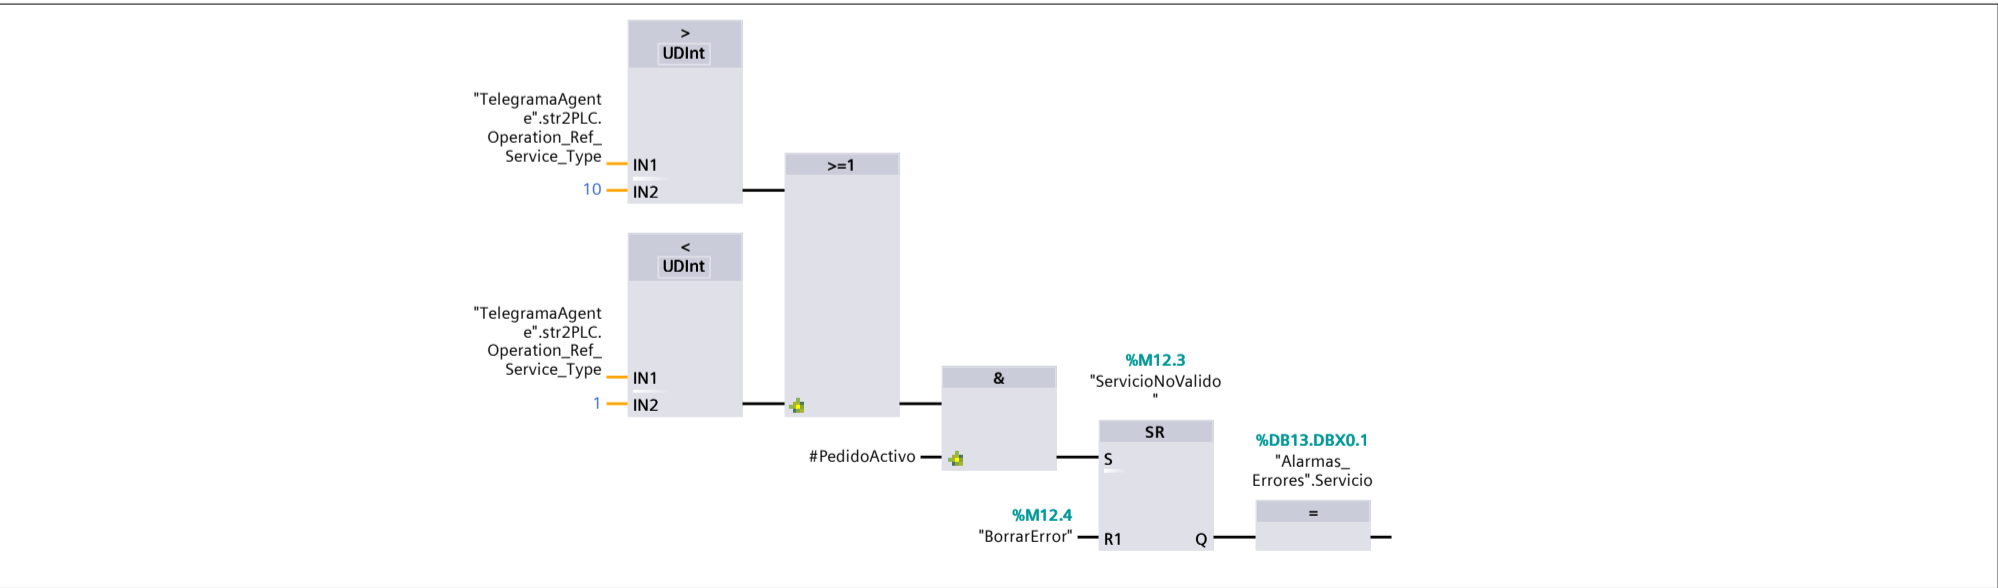 >
UDInt
"TelegramaAgent
e".str2PLC.
Operation_Ref_
Service_Type
IN1
10
IN2
>=1
<
UDInt
"TelegramaAgent
e".str2PLC.
Operation_Ref_
Service_Type
IN1
1
IN2
&
#PedidoActivo
%M12.3
"ServicioNoValido
"
SR
S
%M12.4
"BorrarError"
R1
Q
%DB13.DBX0.1
"Alarmas_
Errores".Servicio
=